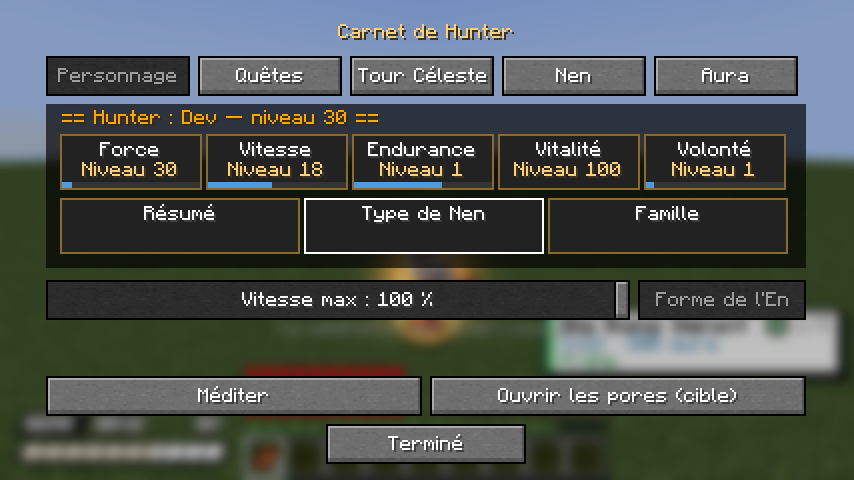 Carnet de Hunter
Personnage
Quêtes
Tour Céleste
Nen
Aura
== Hunter : Dev — niveau 30 ==
Force
Niveau 30
Vitesse
Niveau 18
Endurance
Niveau 1
Vitalité
Niveau 100
Volonté
Niveau 1
Résumé
Type de Nen
Famille
Vitesse max : 100 %
Forme de l'En
Méditer
Ouvrir les pores (cible)
Terminé